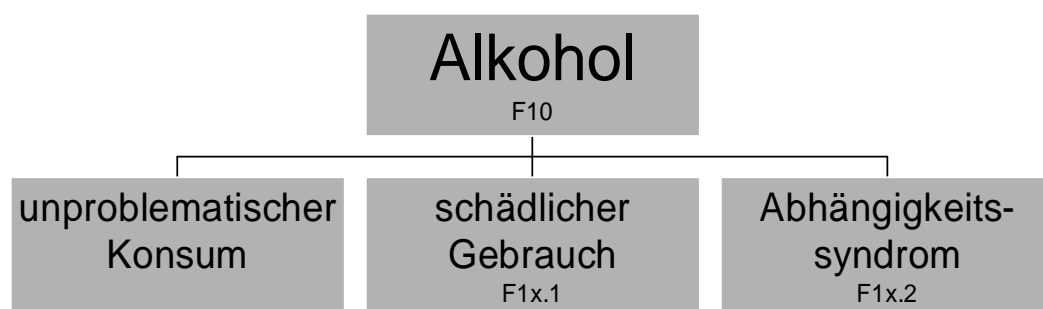 Alkohol
F10
unproblematischer
Konsum
schädlicher
Gebrauch
F1x.1
Abhängigkeits-
syndrom
F1x.2